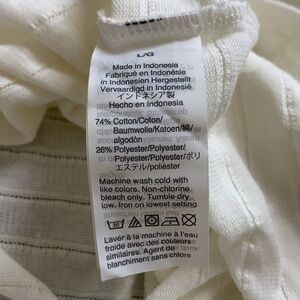 L/G
Made in Indonesia
Fabriqué en Indonésie
in Indonesien Hergestellt
Vervaardigd in Indonesië
インドネシア製
Hecho en Indonesia
74% Cotton/Coton/
Baumwolle/Katoen/綿/
algodón
26% Polyester/Polyester/
Polyester/Polyester/ポリ
エステル/poliéster
Machine wash cold with
like colors. Non-chlorine
bleach only. Tumble dry
low. Iron on lowest setting.
Laver à la machine à l'eau
froide avec des couleurs
similaires. Agent de
blanchiment sans chlore